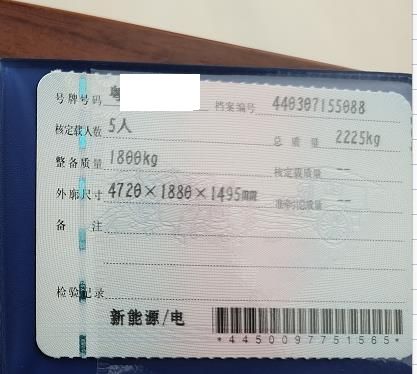 号牌号码 粤 档案编号 440307155088
核定载人数 5人 总质量 2225kg
整备质量 1800kg 核定载质量 --
外廓尺寸 4720×1880×1495mm 准牵引总质量 --
备注
检验记录
新能源/电
*4450097751565*